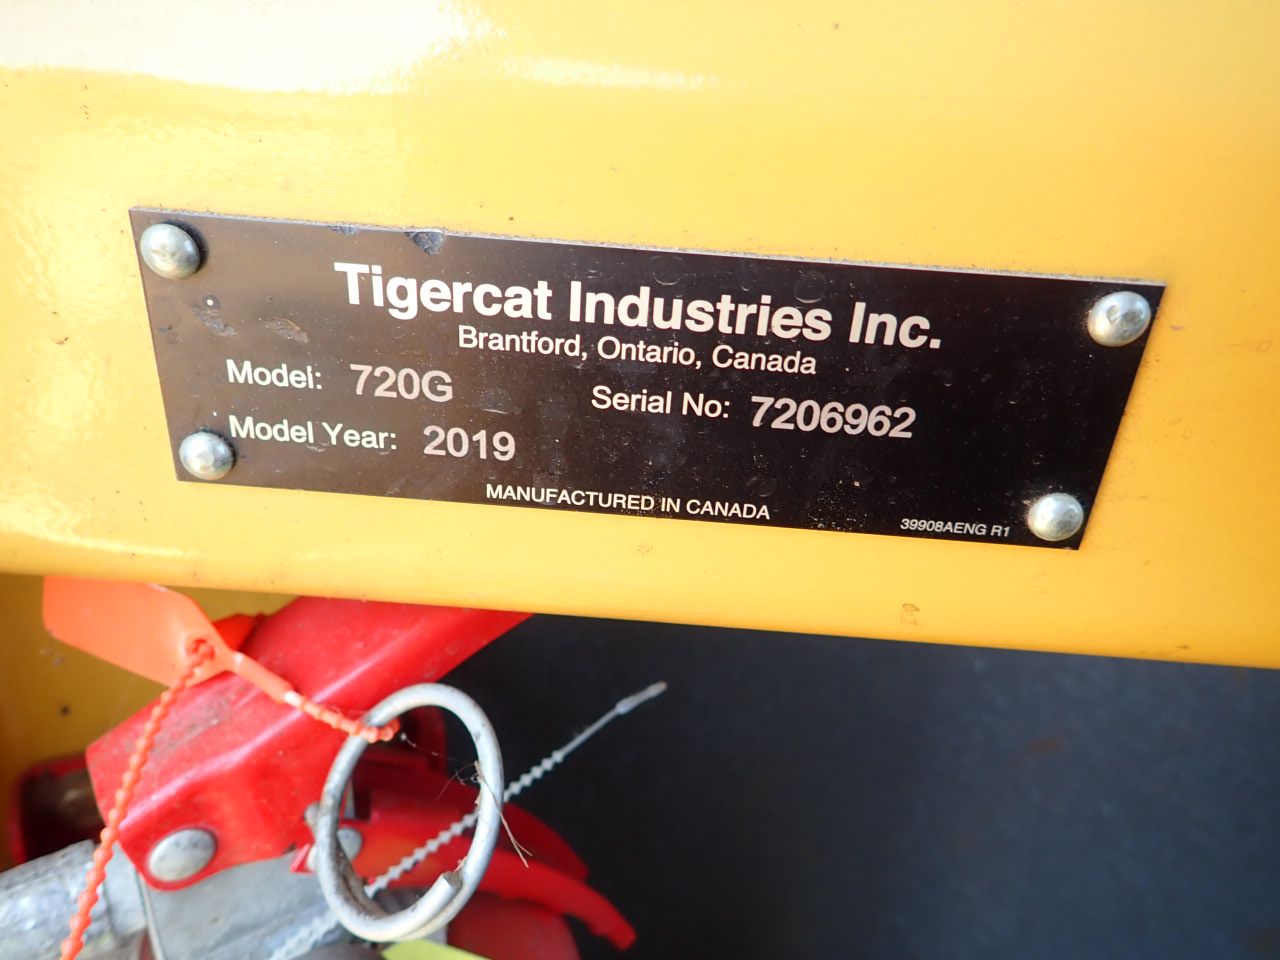 Tigercat Industries Inc.
Brantford, Ontario, Canada
Model: 720G
Serial No: 7206962
Model Year: 2019
MANUFACTURED IN CANADA
39908AENG R1